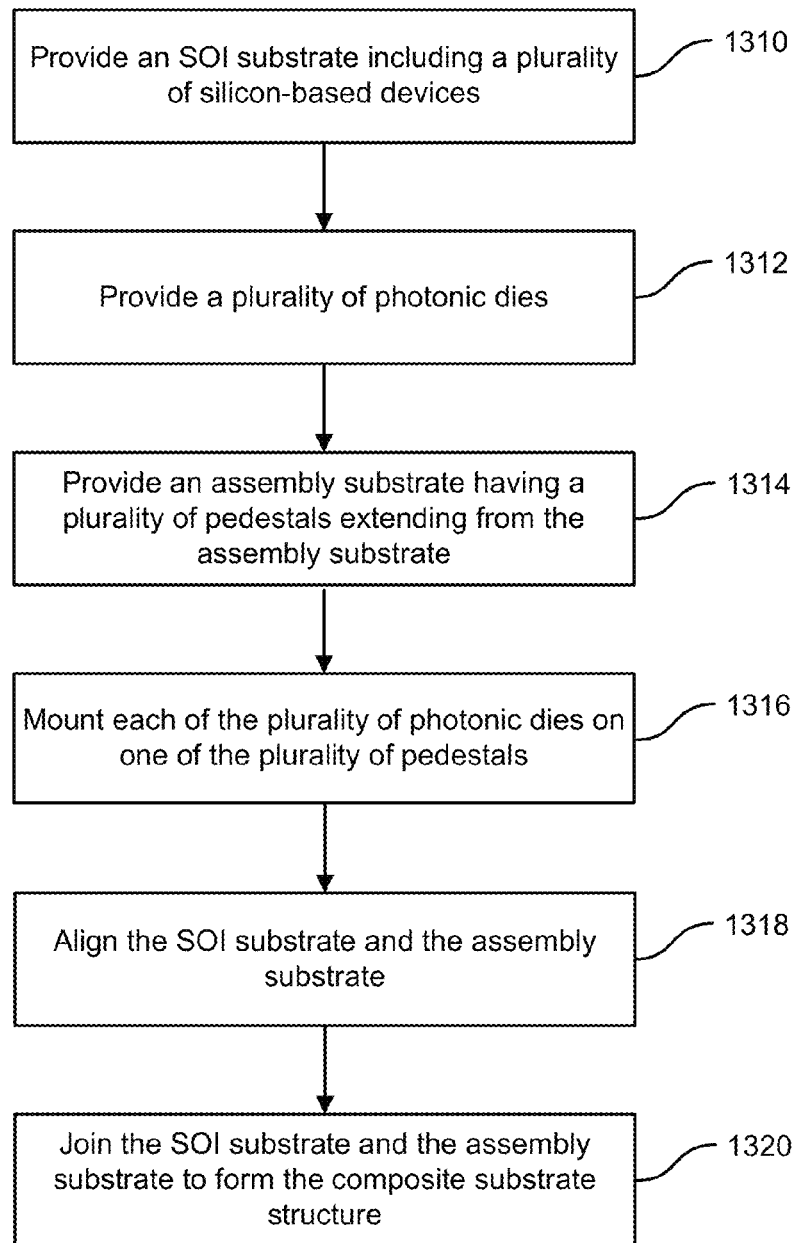 Provide an SOI substrate including a plurality
of silicon-based devices
1310
Provide a plurality of photonic dies
1312
Provide an assembly substrate having a
plurality of pedestals extending from the
assembly substrate
1314
Mount each of the plurality of photonic dies on
one of the plurality of pedestals
1316
Align the SOI substrate and the assembly
substrate
1318
Join the SOI substrate and the assembly
substrate to form the composite substrate
structure
1320